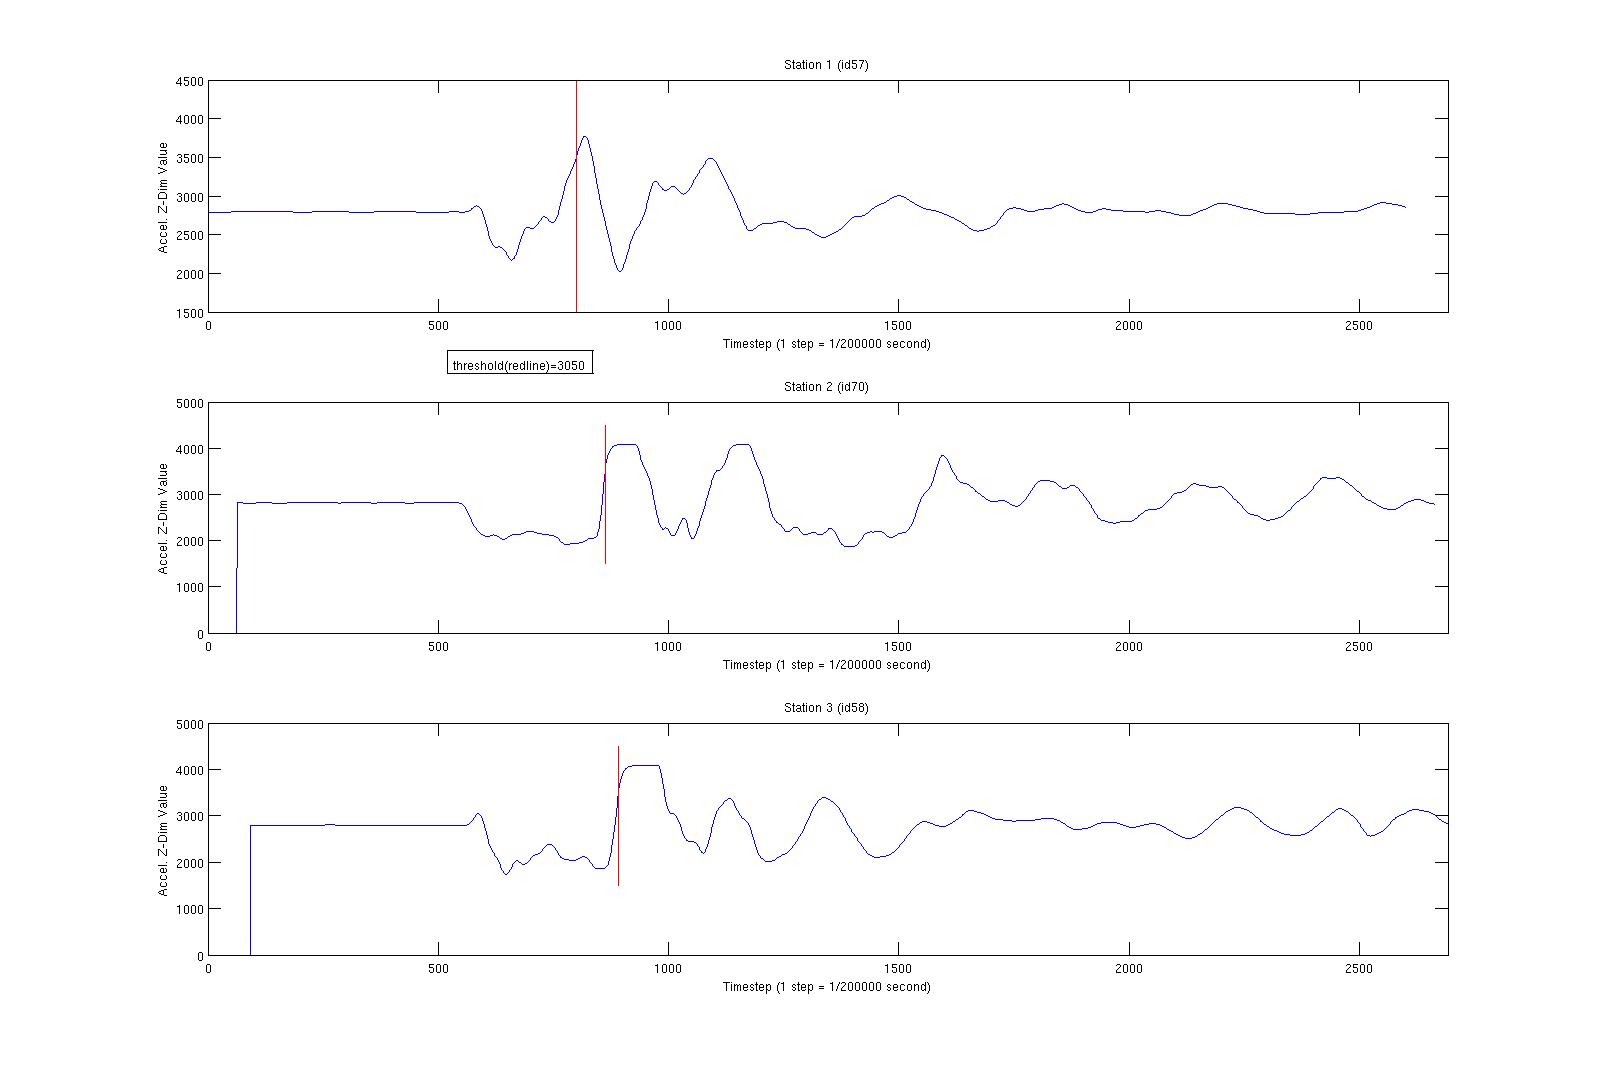 Station 1 (id57)
4500
4000
3500
3000
2500
2000
1500
Accel. Z-Dim Value
0 500 1000 1500 2000 2500
Timestep (1 step = 1/200000 second)
threshold(redline)=3050
Station 2 (id70)
5000
4000
3000
2000
1000
0
Accel. Z-Dim Value
0 500 1000 1500 2000 2500
Timestep (1 step = 1/200000 second)
Station 3 (id58)
5000
4000
3000
2000
1000
0
Accel. Z-Dim Value
0 500 1000 1500 2000 2500
Timestep (1 step = 1/200000 second)